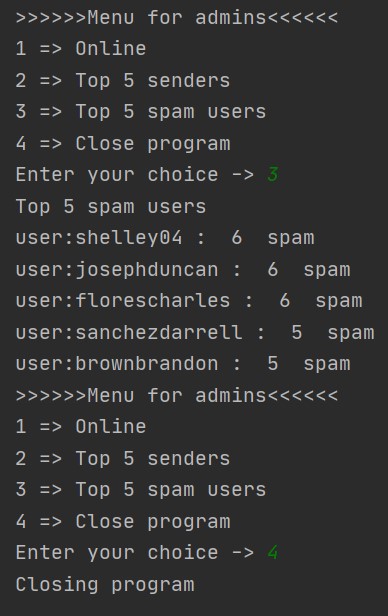 >>>>>>Menu for admins<<<<<<
1 => Online
2 => Top 5 senders
3 => Top 5 spam users
4 => Close program
Enter your choice -> 3
Top 5 spam users
user:shelley04 :  6  spam
user:josephduncan :  6  spam
user:florescharles :  6  spam
user:sanchezdarrell :  5  spam
user:brownbrandon :  5  spam
>>>>>>Menu for admins<<<<<<
1 => Online
2 => Top 5 senders
3 => Top 5 spam users
4 => Close program
Enter your choice -> 4
Closing program